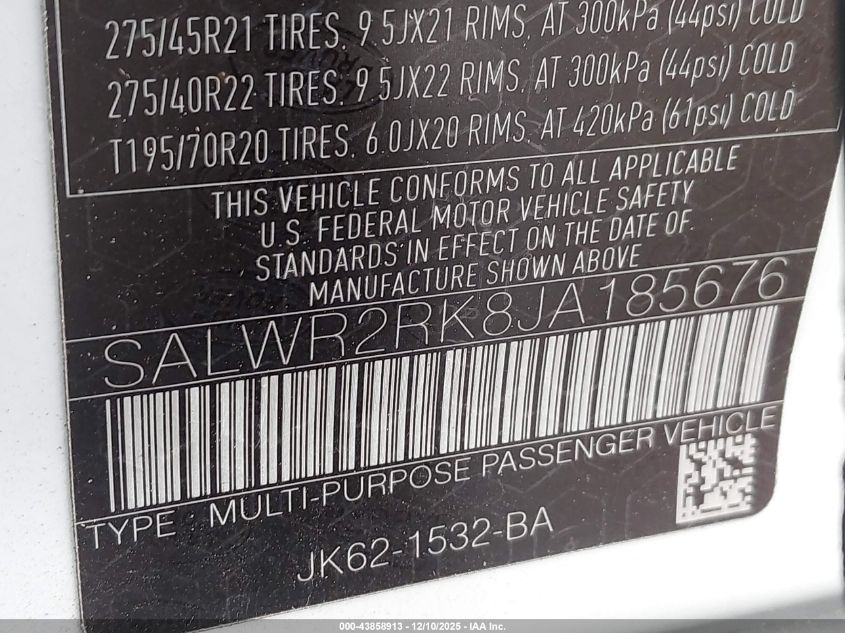 275/45R21 TIRES, 9.5JX21 RIMS, AT 300kPa (44psi) COLD
275/40R22 TIRES, 9.5JX22 RIMS, AT 300kPa (44psi) COLD
T195/70R20 TIRES, 6.0JX20 RIMS, AT 420kPa (61psi) COLD
THIS VEHICLE CONFORMS TO ALL APPLICABLE
U.S. FEDERAL MOTOR VEHICLE SAFETY
STANDARDS IN EFFECT ON THE DATE OF
MANUFACTURE SHOWN ABOVE
SALWR2RK8JA185676
TYPE : MULTI-PURPOSE PASSENGER VEHICLE
JK62-1532-BA
000-43858913 - 12/10/2025 - IAA Inc.